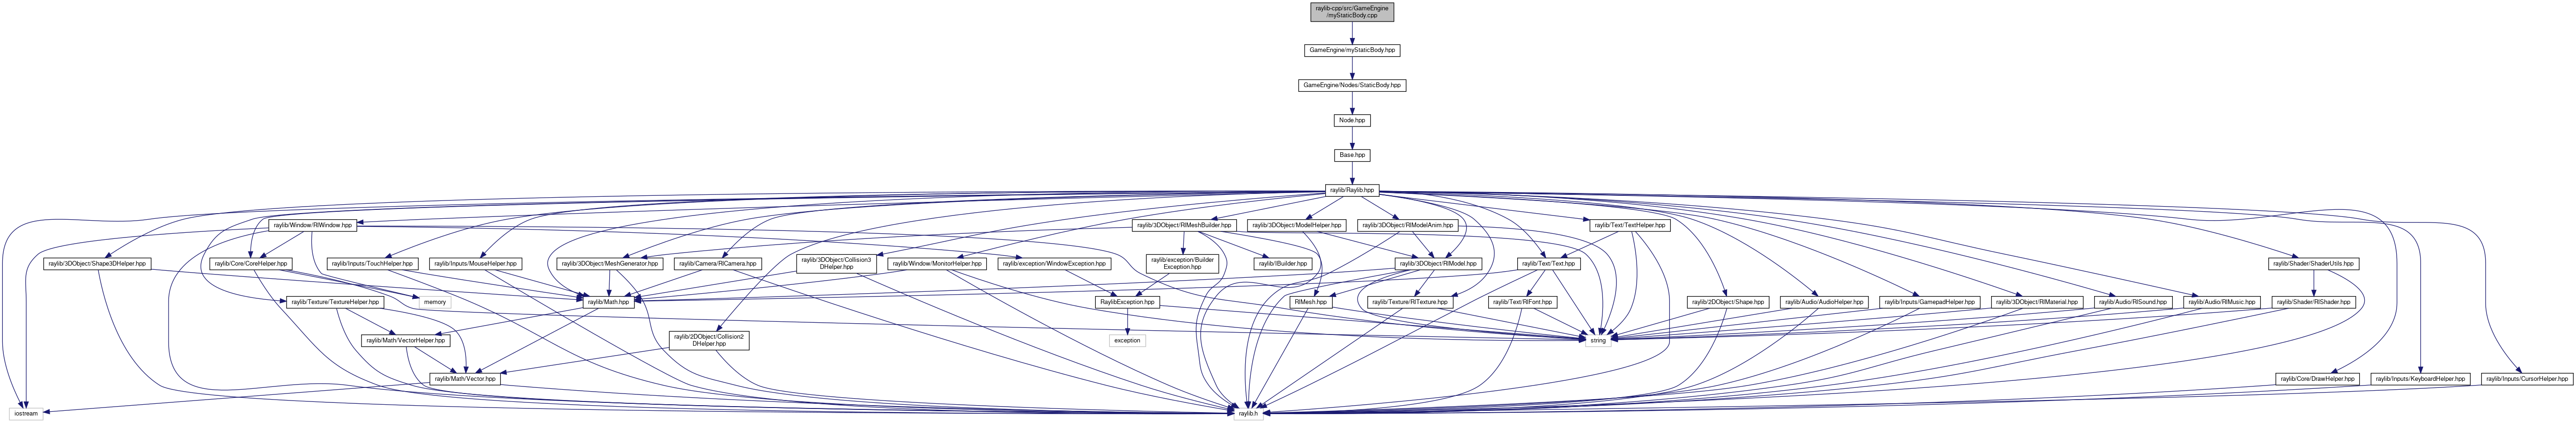 raylib-cpp/src/GameEngine
/myStaticBody.cpp
GameEngine/myStaticBody.hpp
GameEngine/Nodes/StaticBody.hpp
Node.hpp
Base.hpp
raylib/Raylib.hpp
raylib/Window/RlWindow.hpp
raylib/3DObject/RlMeshBuilder.hpp
raylib/3DObject/ModelHelper.hpp
raylib/3DObject/RlModelAnim.hpp
raylib/Text/TextHelper.hpp
raylib/3DObject/Shape3DHelper.hpp
raylib/Core/CoreHelper.hpp
raylib/Inputs/TouchHelper.hpp
raylib/Inputs/MouseHelper.hpp
raylib/3DObject/MeshGenerator.hpp
raylib/Camera/RlCamera.hpp
raylib/3DObject/Collision3
DHelper.hpp
raylib/Window/MonitorHelper.hpp
raylib/exception/WindowException.hpp
raylib/exception/Builder
Exception.hpp
raylib/IBuilder.hpp
raylib/3DObject/RlModel.hpp
raylib/Text/Text.hpp
raylib/Shader/ShaderUtils.hpp
raylib/Texture/TextureHelper.hpp
memory
raylib/Math.hpp
RaylibException.hpp
RlMesh.hpp
raylib/Texture/RlTexture.hpp
raylib/Text/RlFont.hpp
raylib/2DObject/Shape.hpp
raylib/Audio/AudioHelper.hpp
raylib/Inputs/GamepadHelper.hpp
raylib/3DObject/RlMaterial.hpp
raylib/Audio/RlSound.hpp
raylib/Audio/RlMusic.hpp
raylib/Shader/RlShader.hpp
raylib/Math/VectorHelper.hpp
raylib/2DObject/Collision2
DHelper.hpp
exception
string
raylib/Math/Vector.hpp
raylib/Core/DrawHelper.hpp
raylib/Inputs/KeyboardHelper.hpp
raylib/Inputs/CursorHelper.hpp
iostream
raylib.h